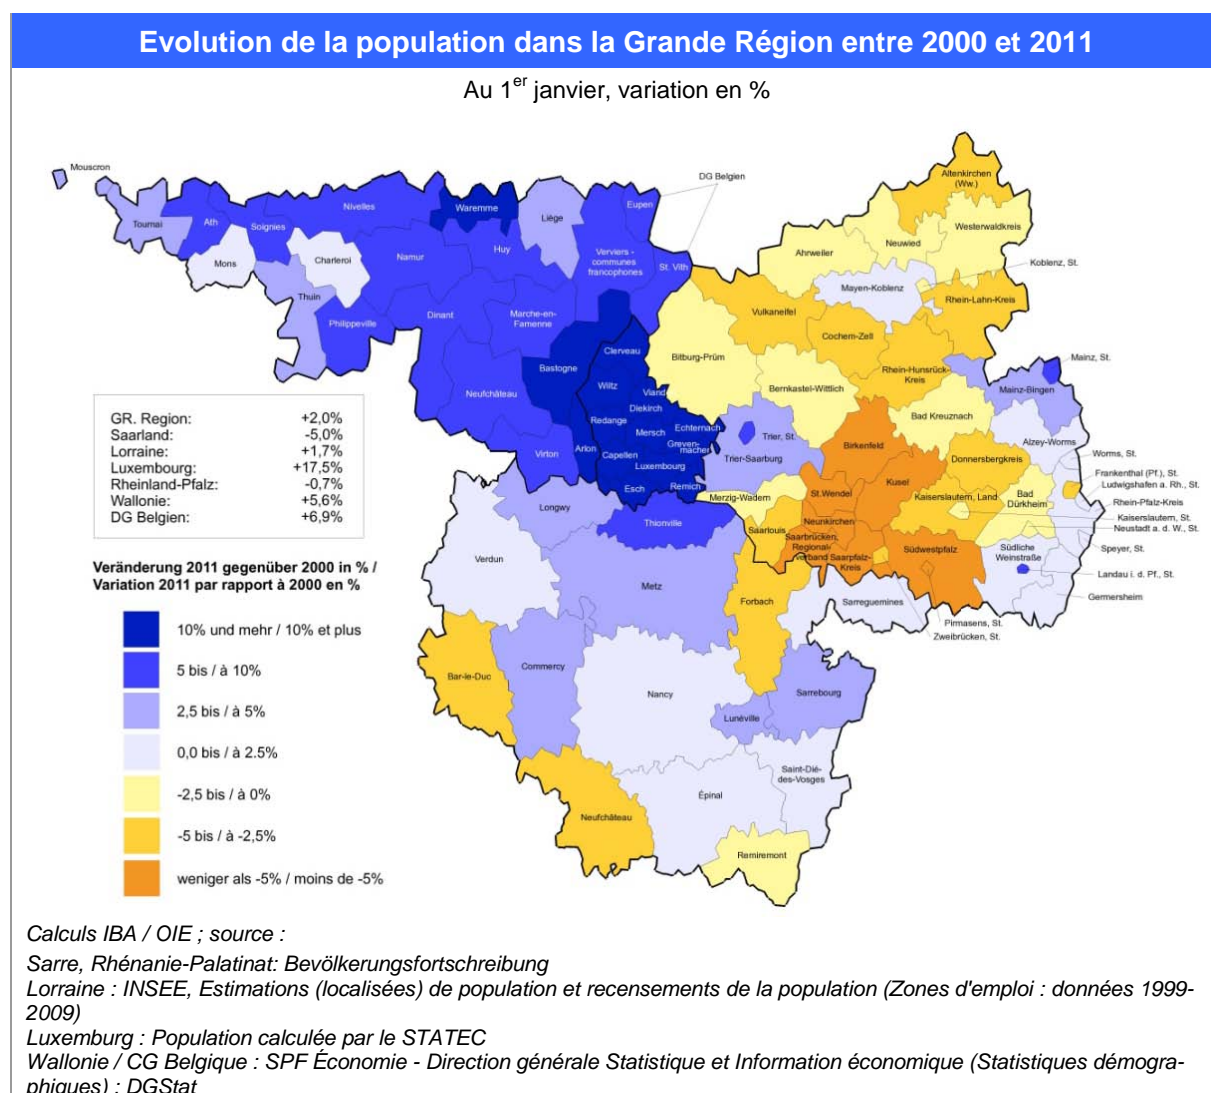 Evolution de la population dans la Grande Région entre 2000 et 2011
Au 1er janvier, variation en %
Mouscron
Tournai
Ath
Soignies
Nivelles
Waremme
Liège
Eupen
DG Belgien
Mons
Charleroi
Namur
Huy
Verviers - communes francophones
St. Vith
Thuin
Philippeville
Dinant
Marche-en-Famenne
Bastogne
Neufchâteau
Virton
Arlon
Clerveau
Wiltz
Viand
Diekirch
Redange
Mersch
Echternach
Greven-macher
Capellen
Luxembourg
Esch
Remich
Altenkirchen (Ww.)
Westerwaldkreis
Neuwied
Ahrweiler
Koblenz, St.
Mayen-Koblenz
Rhein-Lahn-Kreis
Vulkaneifel
Cochem-Zell
Bitburg-Prüm
Rhein-Hunsrück-Kreis
Bernkastel-Wittlich
Mainz, St.
Mainz-Bingen
Bad Kreuznach
Alzey-Worms
Birkenfeld
Trier, St.
Trier-Saarburg
Donnersbergkreis
Worms, St.
Frankenthal (Pf.), St.
Ludwigshafen a. Rh., St.
Rhein-Pfalz-Kreis
Kaiserslautern, St.
Neustadt a. d. W., St.
Speyer, St.
Landau i. d. Pf., St.
Germersheim
Kusel
Kaiserslautern, Land
Bad Dürkheim
Merzig-Wadern
St.Wendel
Neunkirchen
Saarlouis
Saarbrücken, Regional-verband
Saarpfalz-Kreis
Südwestpfalz
Südliche Weinstraße
Pirmasens, St.
Zweibrücken, St.
Longwy
Thionville
Verdun
Metz
Forbach
Sarreguemines
Bar-le-Duc
Commercy
Nancy
Lunéville
Sarrebourg
Saint-Dié-des-Vosges
Épinal
Neufchâteau
Remiremont
GR. Region: +2,0%
Saarland: -5,0%
Lorraine: +1,7%
Luxembourg: +17,5%
Rheinland-Pfalz: -0,7%
Wallonie: +5,6%
DG Belgien: +6,9%
Veränderung 2011 gegenüber 2000 in % /
Variation 2011 par rapport à 2000 en %
10% und mehr / 10% et plus
5 bis / à 10%
2,5 bis / à 5%
0,0 bis / à 2.5%
-2,5 bis / à 0%
-5 bis / à -2,5%
weniger als -5% / moins de -5%
Calculs IBA / OIE ; source :
Sarre, Rhénanie-Palatinat: Bevölkerungsfortschreibung
Lorraine : INSEE, Estimations (localisées) de population et recensements de la population (Zones d'emploi : données 1999-
2009)
Luxemburg : Population calculée par le STATEC
Wallonie / CG Belgique : SPF Économie - Direction générale Statistique et Information économique (Statistiques démogra-
phiques) ; DGStat